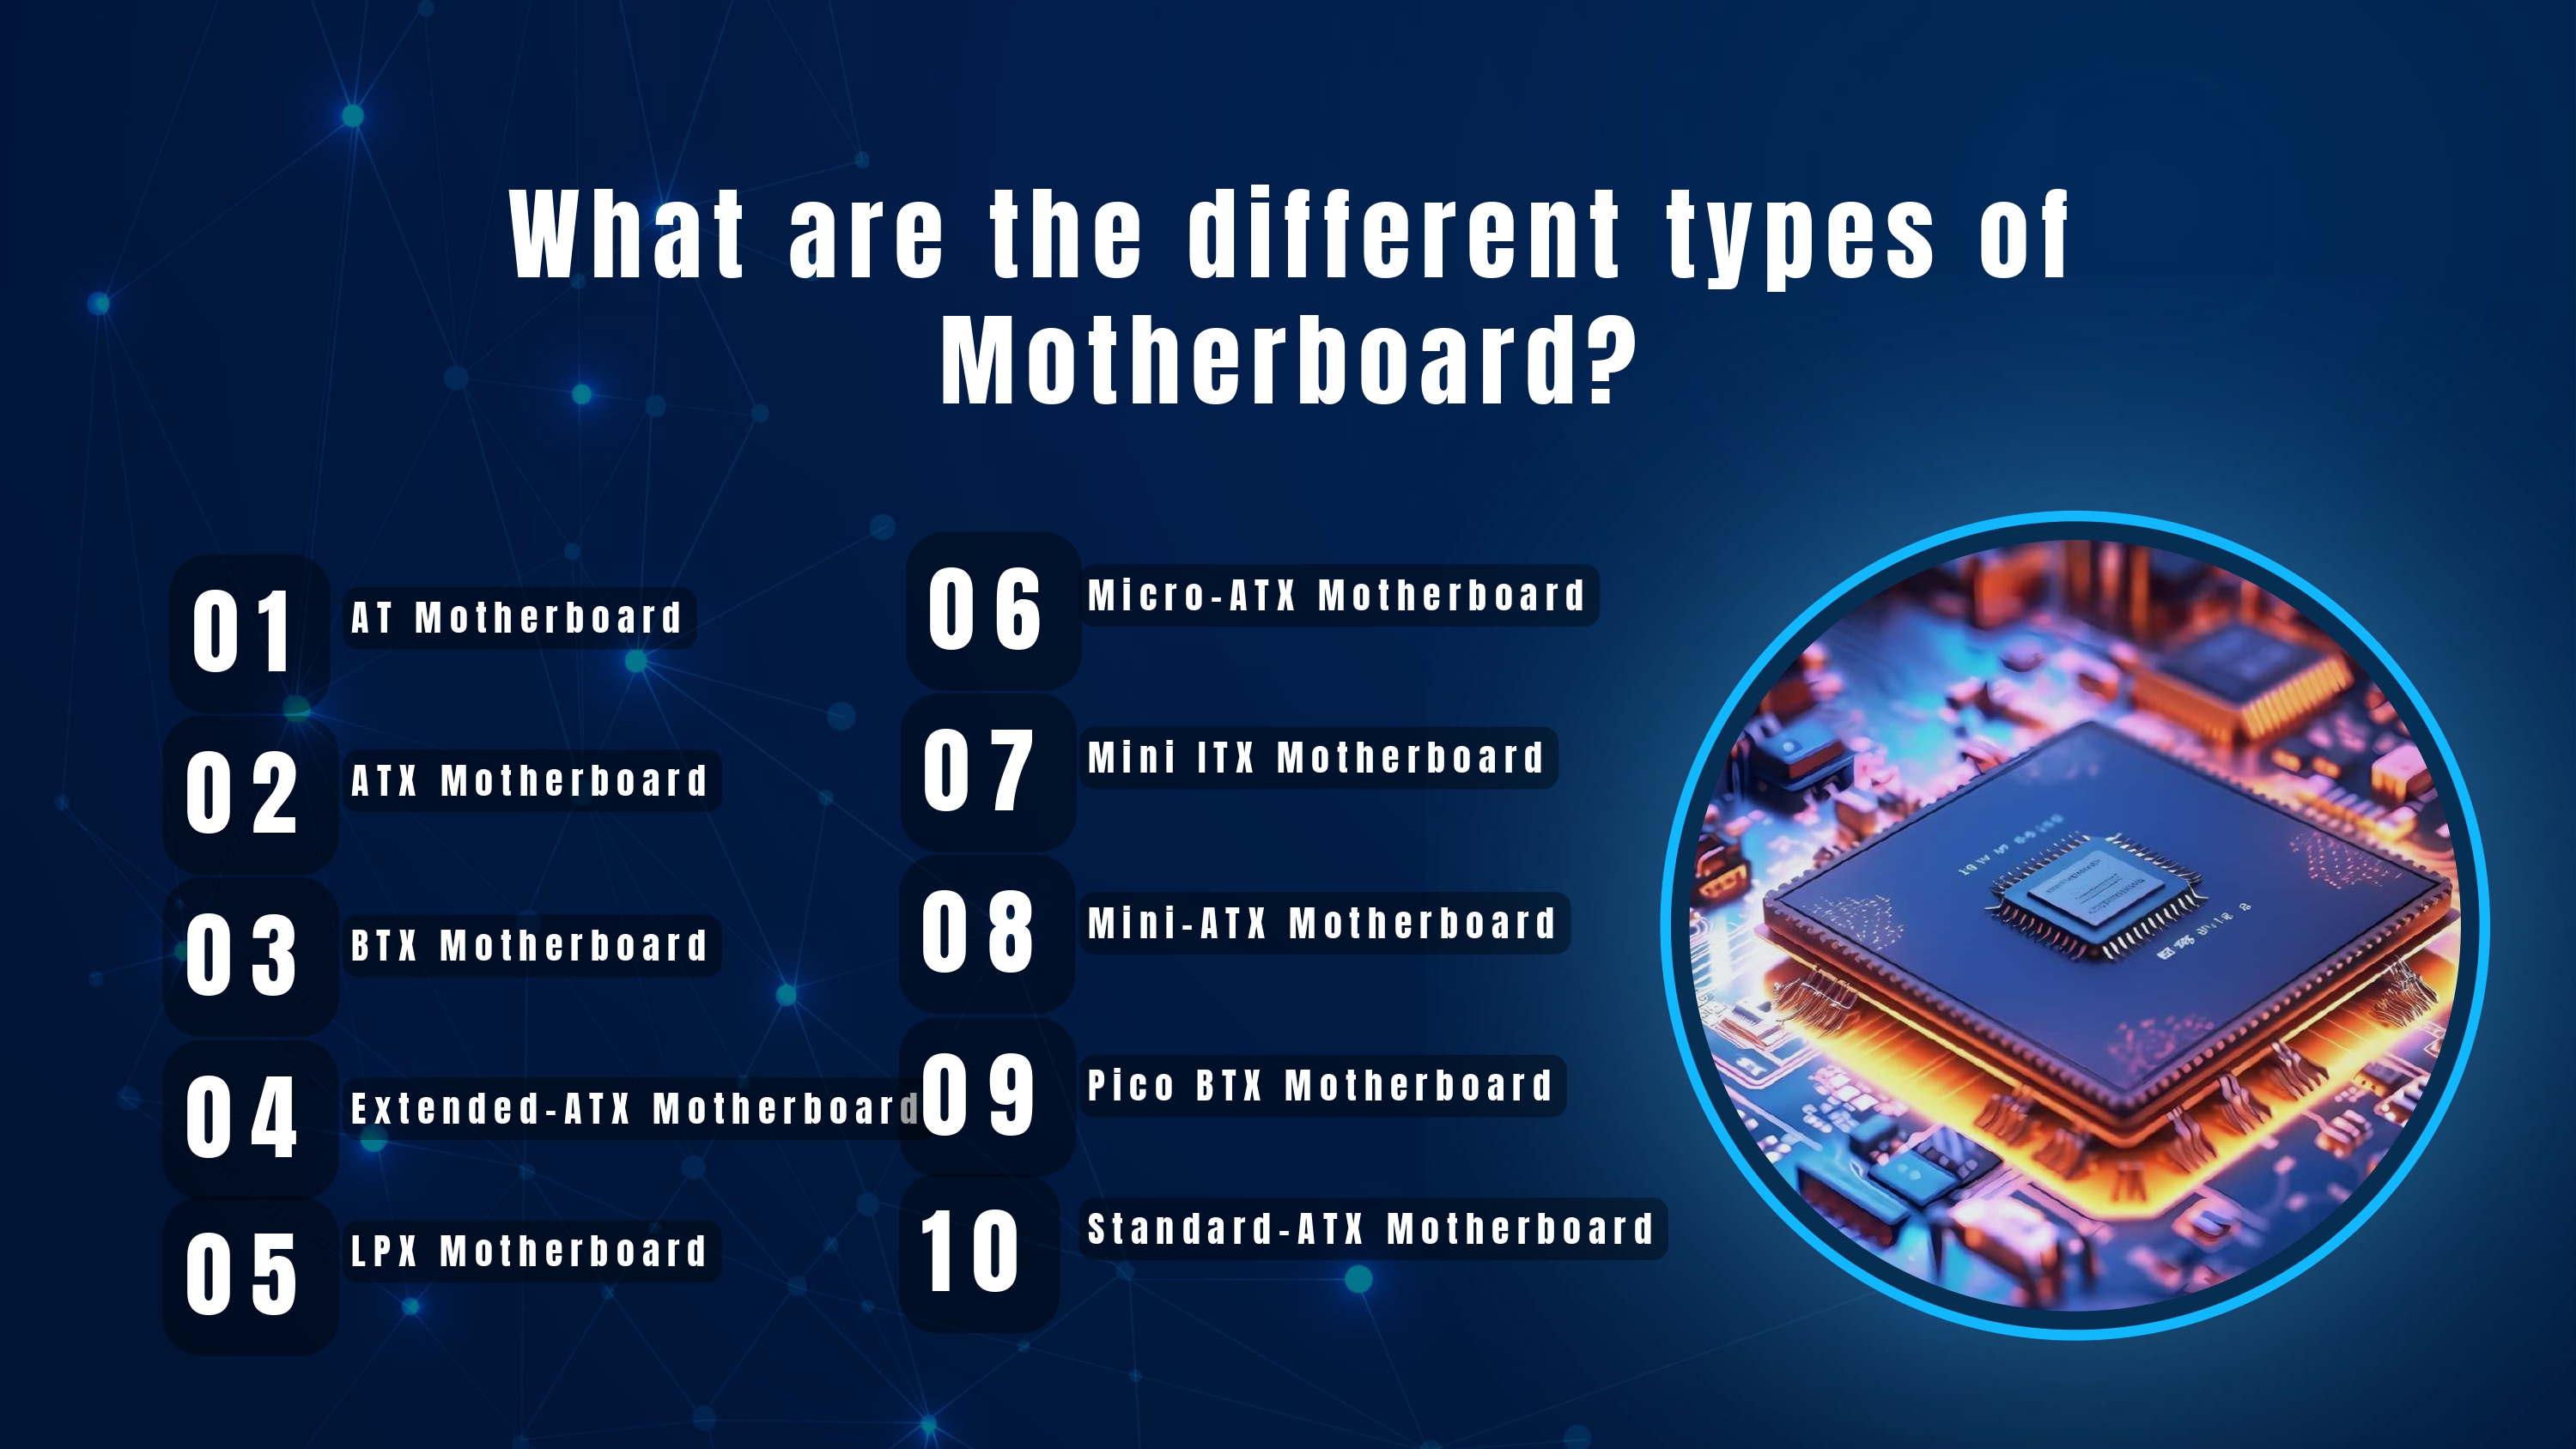 What are the different types of
Motherboard?
01 AT Motherboard
02 ATX Motherboard
03 BTX Motherboard
04 Extended-ATX Motherboard
05 LPX Motherboard
06 Micro-ATX Motherboard
07 Mini ITX Motherboard
08 Mini-ATX Motherboard
09 Pico BTX Motherboard
10 Standard-ATX Motherboard